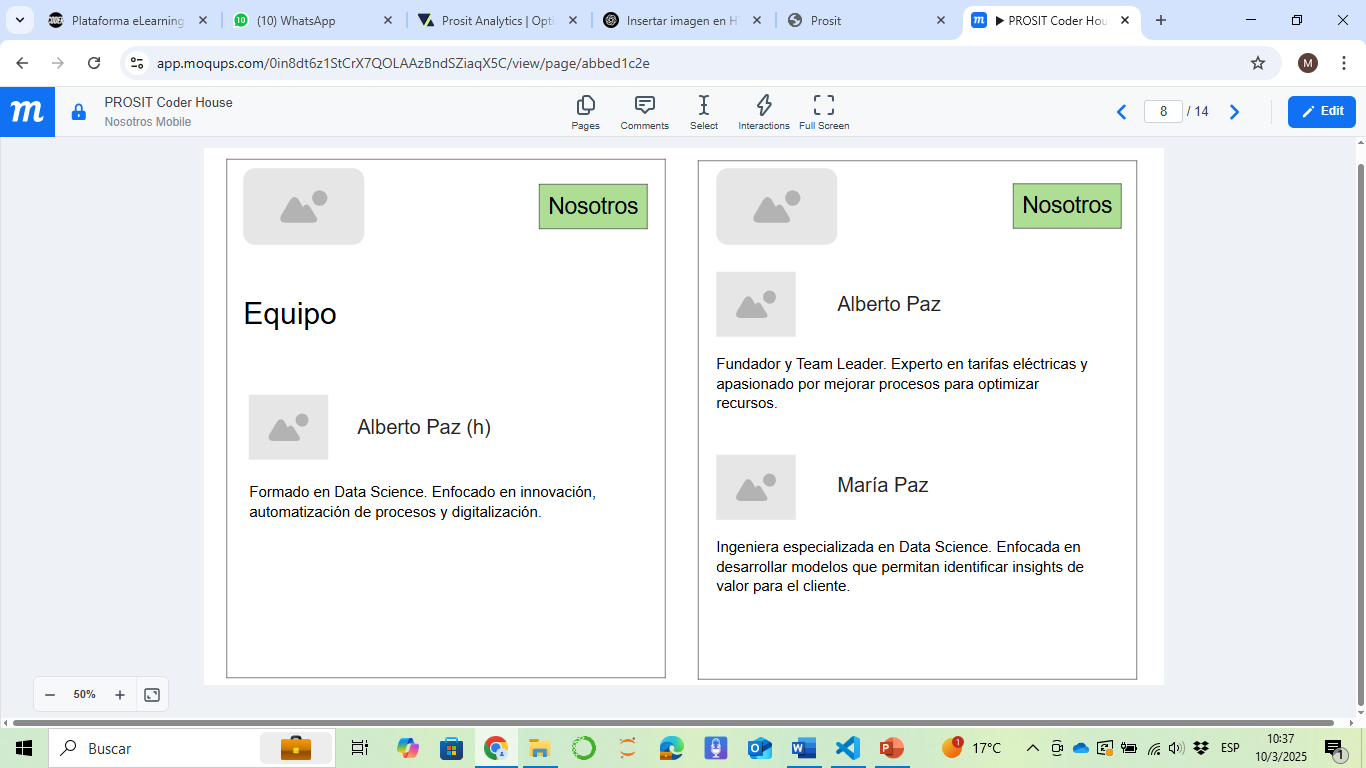 Plataforma eLearning
(10) WhatsApp
Prosit Analytics | Opti
Insertar imagen en H
Prosit
▶ PROSIT Coder Hou
app.moqups.com/0in8dt6z1StCrX7QOLAAzBndSZiaqX5C/view/page/abbed1c2e
M
m
PROSIT Coder House
Nosotros Mobile
Pages
Comments
Select
Interactions
Full Screen
8 / 14
Edit
Nosotros
Equipo
Alberto Paz (h)
Formado en Data Science. Enfocado en innovación,
automatización de procesos y digitalización.
Nosotros
Alberto Paz
Fundador y Team Leader. Experto en tarifas eléctricas y
apasionado por mejorar procesos para optimizar
recursos.
María Paz
Ingeniera especializada en Data Science. Enfocada en
desarrollar modelos que permitan identificar insights de
valor para el cliente.
50%
Buscar
1
17°C
ESP
10:37
10/3/2025
1